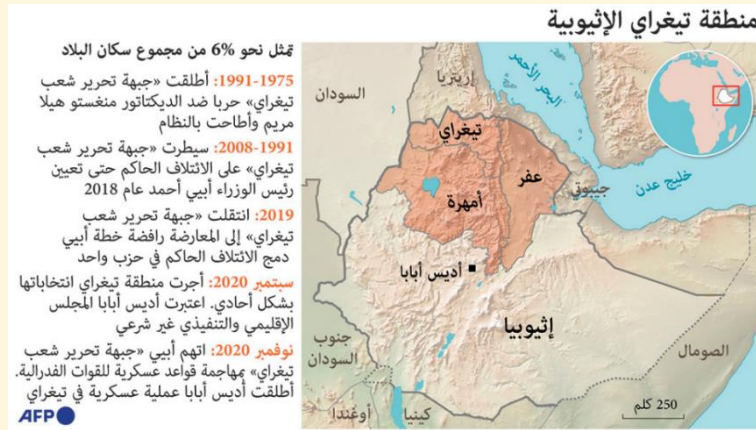 منطقة تيغراي الإثيوبية
تمثل نحو 6% من مجموع سكان البلاد
1991-1975: أطلقت «جبهة تحرير شعب
تيغراي» حربا ضد الديكتاتور منغستو هيلا
مريم وأطاحت بالنظام
2008-1991: سيطرت «جبهة تحرير شعب
تيغراي» على الائتلاف الحاكم حتى تعيين
رئيس الوزراء أبيي أحمد عام 2018
2019: انتقلت «جبهة تحرير شعب
تيغراي» إلى المعارضة رافضة خطة أبيي
دمج الائتلاف الحاكم في حزب واحد
سبتمبر 2020: أجرت منطقة تيغراي انتخاباتها
بشكل أحادي. اعتبرت أديس أبابا المجلس
الإقليمي والتنفيذي غير شرعي
نوفمبر 2020: اتهم أبيي «جبهة تحرير شعب
تيغراي» بمهاجمة قواعد عسكرية للقوات الفدرالية.
أطلقت أديس أبابا عملية عسكرية في تيغراي
AFP
السودان
إريتريا
البحر الأحمر
تيغراي
عفر
أمهرة
جيبوتي
خليج عدن
أديس أبابا
إثيوبيا
جنوب
السودان
الصومال
أوغندا
كينيا
250 كلم